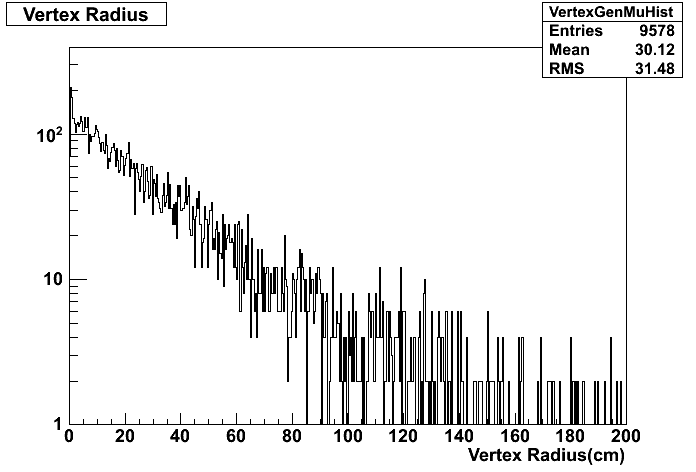 Vertex Radius
VertexGenMuHist
Entries 9578
Mean 30.12
RMS 31.48
10²
10
1
0 20 40 60 80 100 120 140 160 180 200
Vertex Radius(cm)